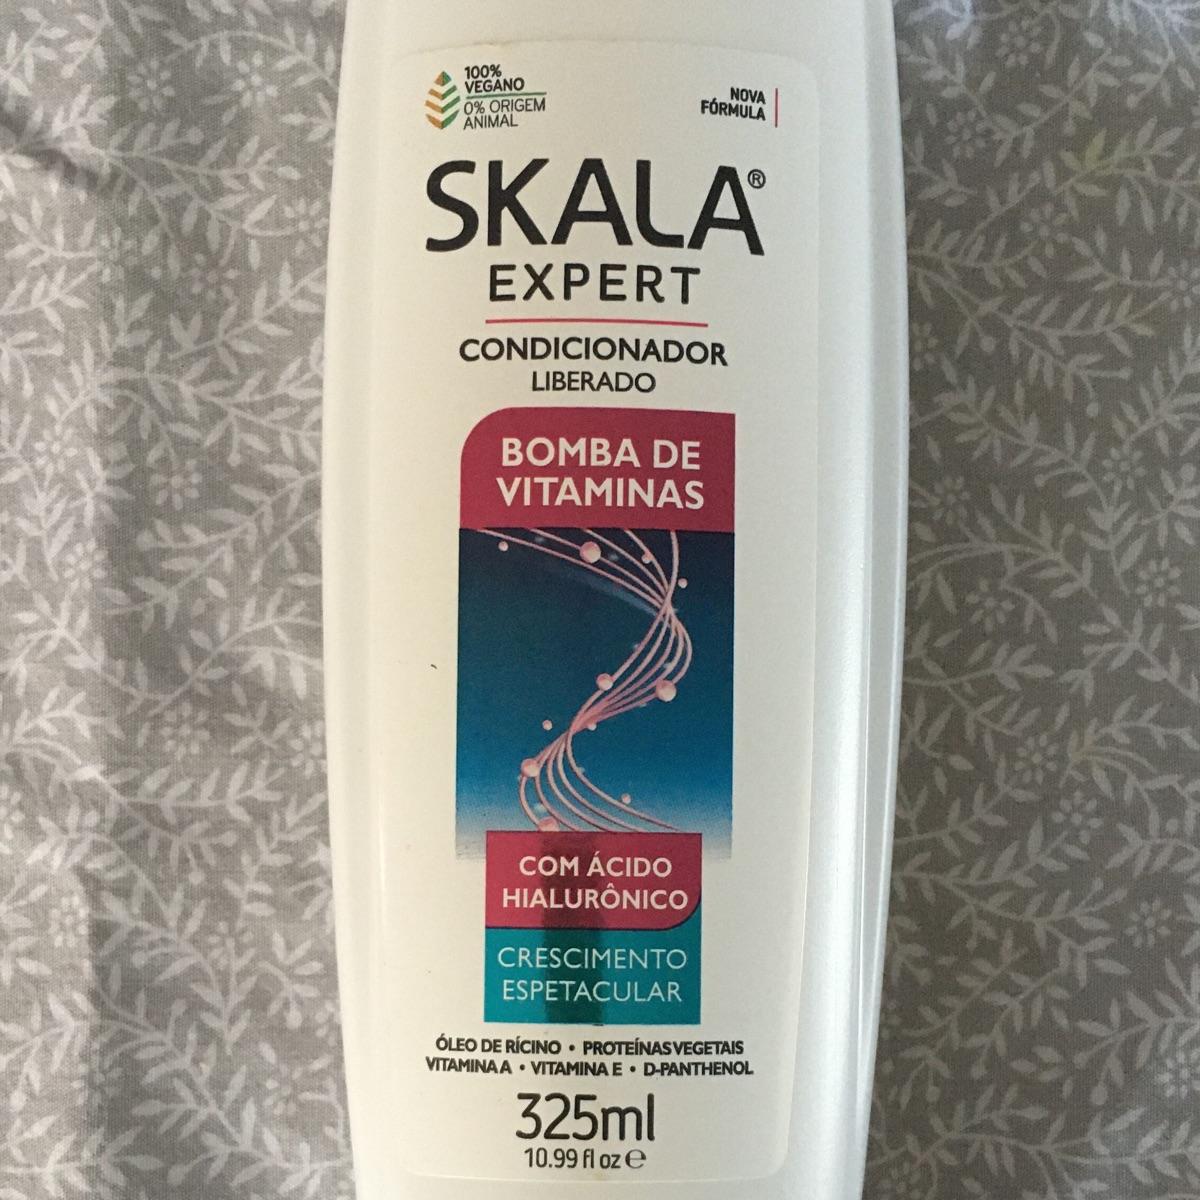 100%
VEGANO
0% ORIGEM
ANIMAL
NOVA
FÓRMULA
SKALA®
EXPERT
CONDICIONADOR
LIBERADO
BOMBA DE
VITAMINAS
COM ÁCIDO
HIALURÔNICO
CRESCIMENTO
ESPETACULAR
ÓLEO DE RÍCINO • PROTEÍNAS VEGETAIS
VITAMINA A • VITAMINA E • D-PANTHENOL
325ml
10.99 fl oz ℮